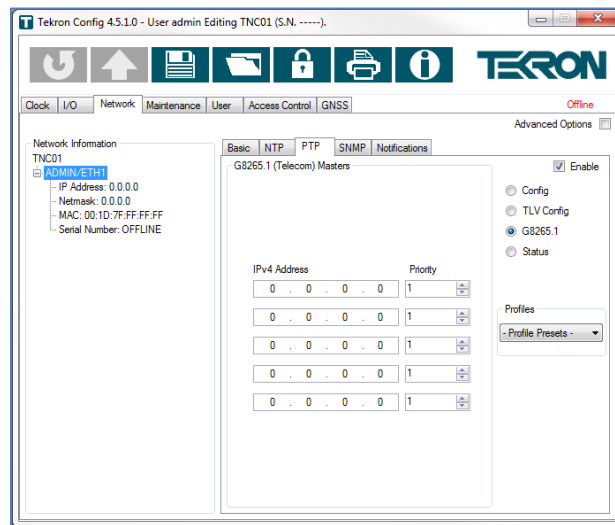 Tekron Config 4.5.1.0 - User admin Editing TNC01 (S.N. -----).
TEKRON
Clock I/O Network Maintenance User Access Control GNSS Offline
Advanced Options
Network Information
TNC01
ADMIN/ETH1
IP Address: 0.0.0.0
Netmask: 0.0.0.0
MAC: 00:1D:7F:FF:FF:FF
Serial Number: OFFLINE
Basic NTP PTP SNMP Notifications
G8265.1 (Telecom) Masters
Enable
Config
TLV Config
G8265.1
Status
IPv4 Address Priority
0 . 0 . 0 . 0 1
0 . 0 . 0 . 0 1
0 . 0 . 0 . 0 1
0 . 0 . 0 . 0 1
0 . 0 . 0 . 0 1
Profiles
- Profile Presets -